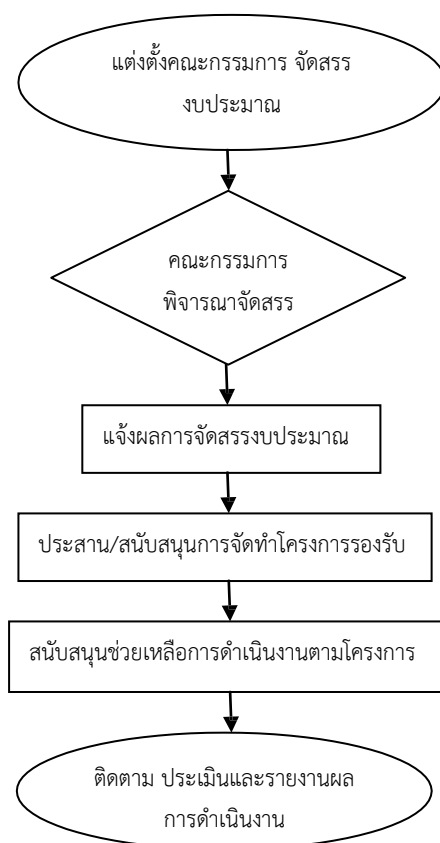 แต่งตั้งคณะกรรมการ จัดสรร
งบประมาณ
คณะกรรมการ
พิจารณาจัดสรร
แจ้งผลการจัดสรรงบประมาณ
ประสาน/สนับสนุนการจัดทำโครงการรองรับ
สนับสนุนช่วยเหลือการดำเนินงานตามโครงการ
ติดตาม ประเมินและรายงานผล
การดำเนินงาน